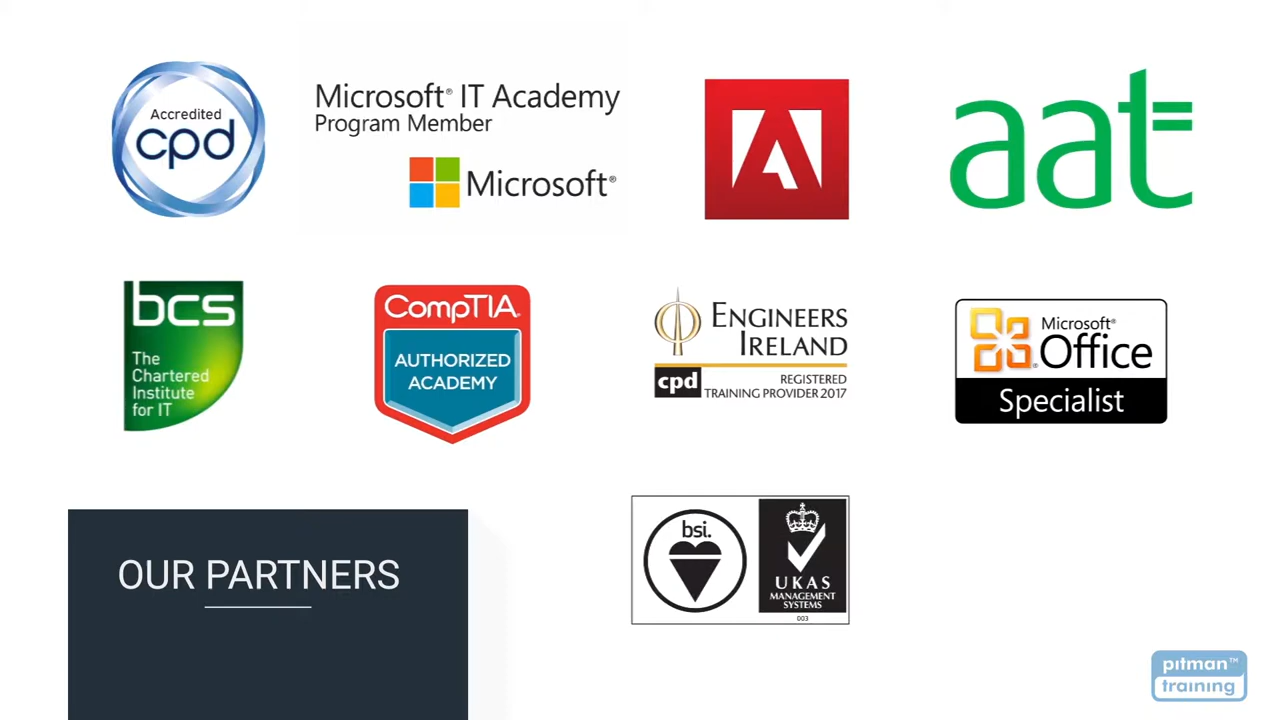 Accredited
cpd
Microsoft® IT Academy
Program Member
Microsoft®
aat
bcs
The
Chartered
Institute
for IT
CompTIA.
AUTHORIZED
ACADEMY
ENGINEERS
IRELAND
cpd REGISTERED
TRAINING PROVIDER 2017
Microsoft®
Office
Specialist
OUR PARTNERS
bsi.
UKAS
MANAGEMENT
SYSTEMS
003
pitman™
training